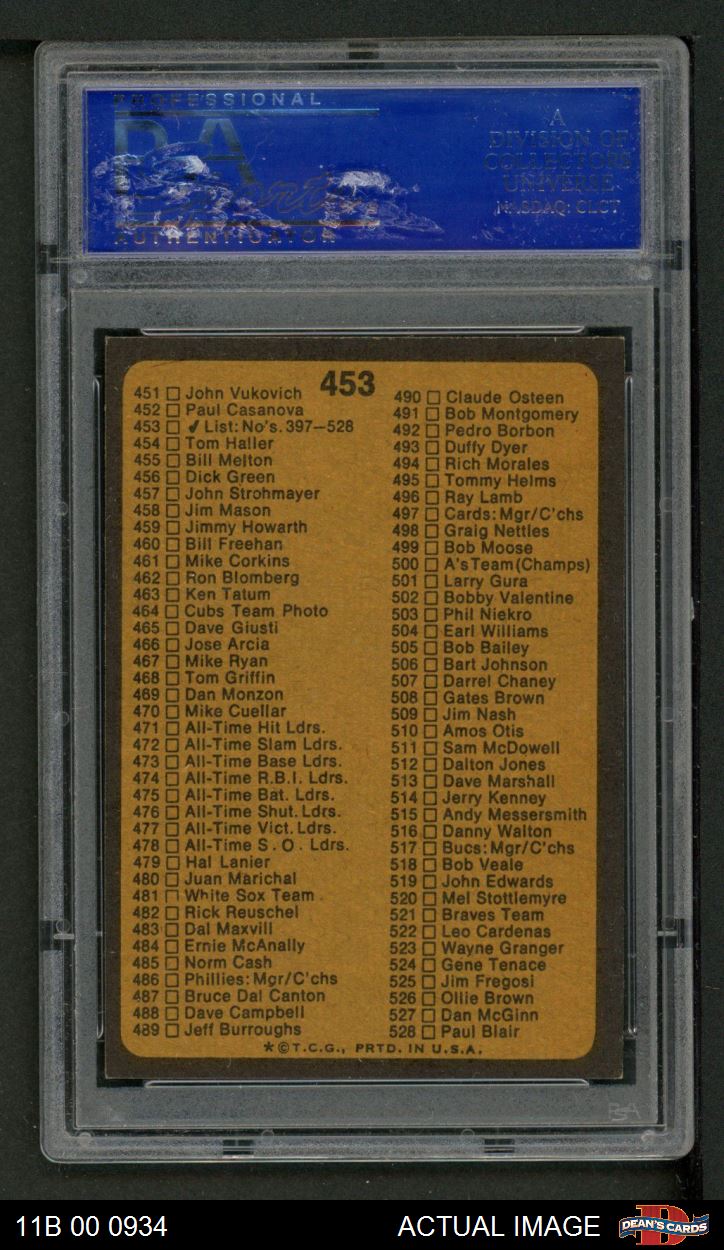 PROFESSIONAL
PSA
Sports
AUTHENTICATOR
A
DIVISION OF
COLLECTORS
UNIVERSE
NASDAQ: CLCT
453
451 John Vukovich
452 Paul Casanova
453 ✓ List: No's. 397—528
454 Tom Haller
455 Bill Melton
456 Dick Green
457 John Strohmayer
458 Jim Mason
459 Jimmy Howarth
460 Bill Freehan
461 Mike Corkins
462 Ron Blomberg
463 Ken Tatum
464 Cubs Team Photo
465 Dave Giusti
466 Jose Arcia
467 Mike Ryan
468 Tom Griffin
469 Dan Monzon
470 Mike Cuellar
471 All-Time Hit Ldrs.
472 All-Time Slam Ldrs.
473 All-Time Base Ldrs.
474 All-Time R.B.I. Ldrs.
475 All-Time Bat. Ldrs.
476 All-Time Shut. Ldrs.
477 All-Time Vict. Ldrs.
478 All-Time S.O. Ldrs.
479 Hal Lanier
480 Juan Marichal
481 White Sox Team
482 Rick Reuschel
483 Dal Maxvill
484 Ernie McAnally
485 Norm Cash
486 Phillies: Mgr/C'chs
487 Bruce Dal Canton
488 Dave Campbell
489 Jeff Burroughs
490 Claude Osteen
491 Bob Montgomery
492 Pedro Borbon
493 Duffy Dyer
494 Rich Morales
495 Tommy Helms
496 Ray Lamb
497 Cards: Mgr/C'chs
498 Graig Nettles
499 Bob Moose
500 A's Team (Champs)
501 Larry Gura
502 Bobby Valentine
503 Phil Niekro
504 Earl Williams
505 Bob Bailey
506 Bart Johnson
507 Darrel Chaney
508 Gates Brown
509 Jim Nash
510 Amos Otis
511 Sam McDowell
512 Dalton Jones
513 Dave Marshall
514 Jerry Kenney
515 Andy Messersmith
516 Danny Walton
517 Bucs: Mgr/C'chs
518 Bob Veale
519 John Edwards
520 Mel Stottlemyre
521 Braves Team
522 Leo Cardenas
523 Wayne Granger
524 Gene Tenace
525 Jim Fregosi
526 Ollie Brown
527 Dan McGinn
528 Paul Blair
*©T.C.G., PRTD. IN U.S.A.
PSA
11B 00 0934
ACTUAL IMAGE
DEAN'S CARDS